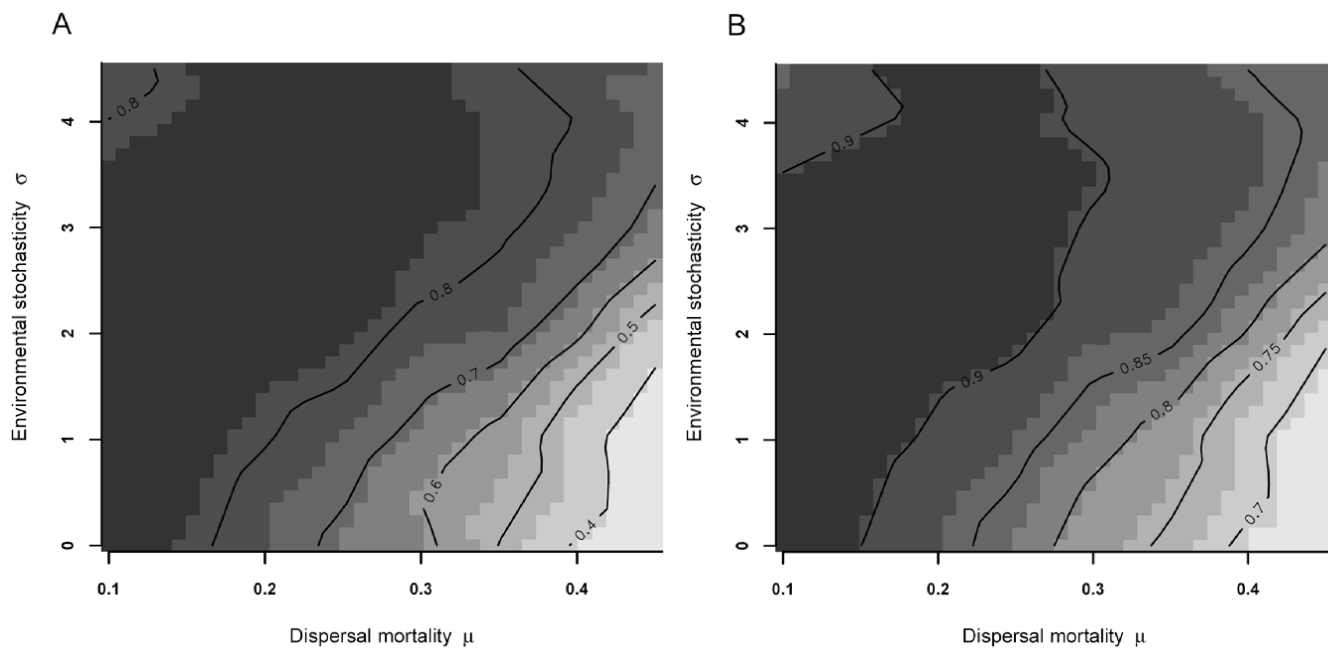 A
B
0.8
0.8
0.7
0.6
0.5
0.4
0 1 2 3 4
Environmental stochasticity σ
0.1 0.2 0.3 0.4
Dispersal mortality μ
0.9
0.9
0.85
0.8
0.75
0.7
0 1 2 3 4
Environmental stochasticity σ
0.1 0.2 0.3 0.4
Dispersal mortality μ